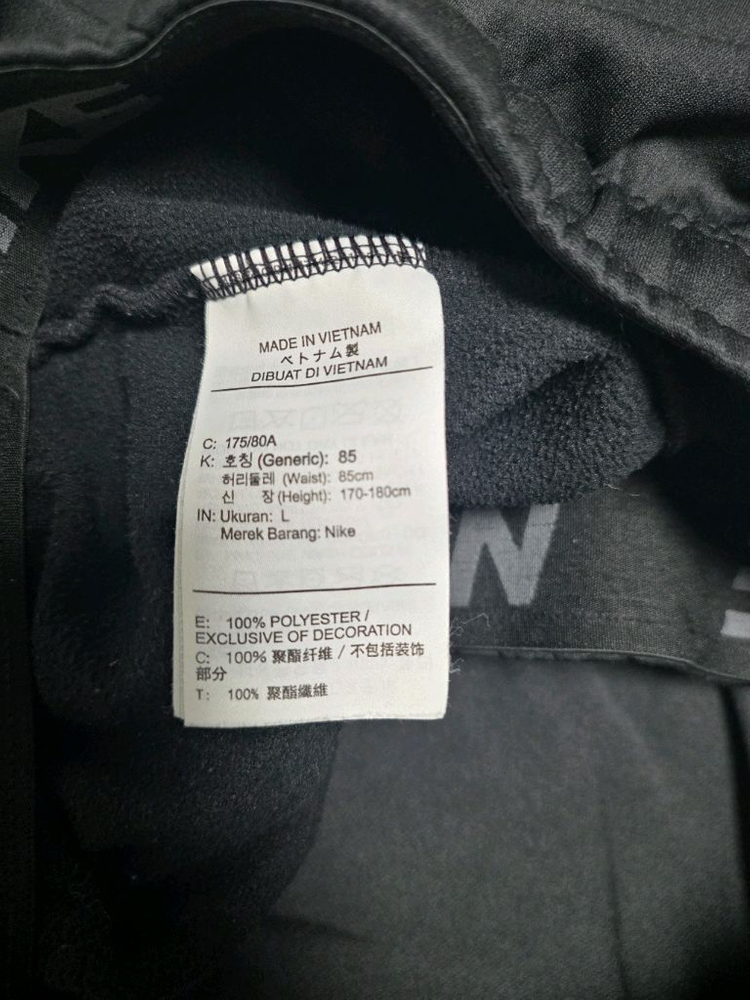 MADE IN VIETNAM
ベトナム製
DIBUAT DI VIETNAM
C: 175/80A
K: 호칭 (Generic): 85
허리둘레 (Waist): 85cm
신 장 (Height): 170-180cm
IN: Ukuran: L
Merek Barang: Nike
E: 100% POLYESTER /
EXCLUSIVE OF DECORATION
C: 100% 聚酯纤维 / 不包括装饰
部分
T: 100% 聚酯纖維
N